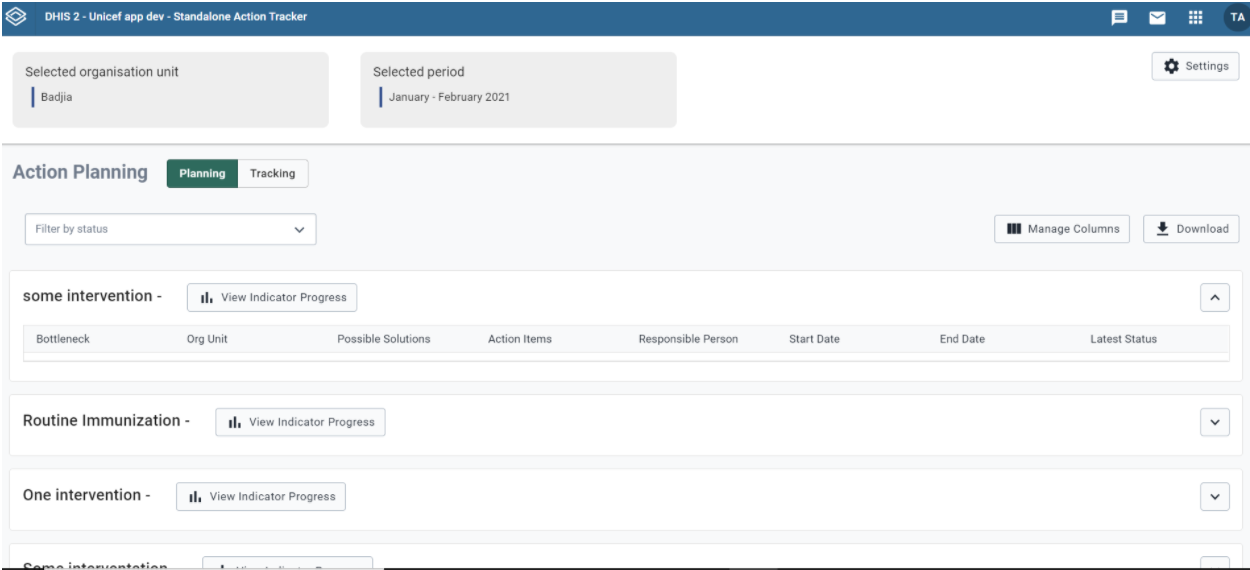 DHIS 2 - Unicef app dev - Standalone Action Tracker
TA
Selected organisation unit
Badjia
Selected period
January - February 2021
Settings
Action Planning
Planning
Tracking
Filter by status
Manage Columns
Download
some intervention -
View Indicator Progress
Bottleneck
Org Unit
Possible Solutions
Action Items
Responsible Person
Start Date
End Date
Latest Status
Routine Immunization -
View Indicator Progress
One intervention -
View Indicator Progress
Some interventation